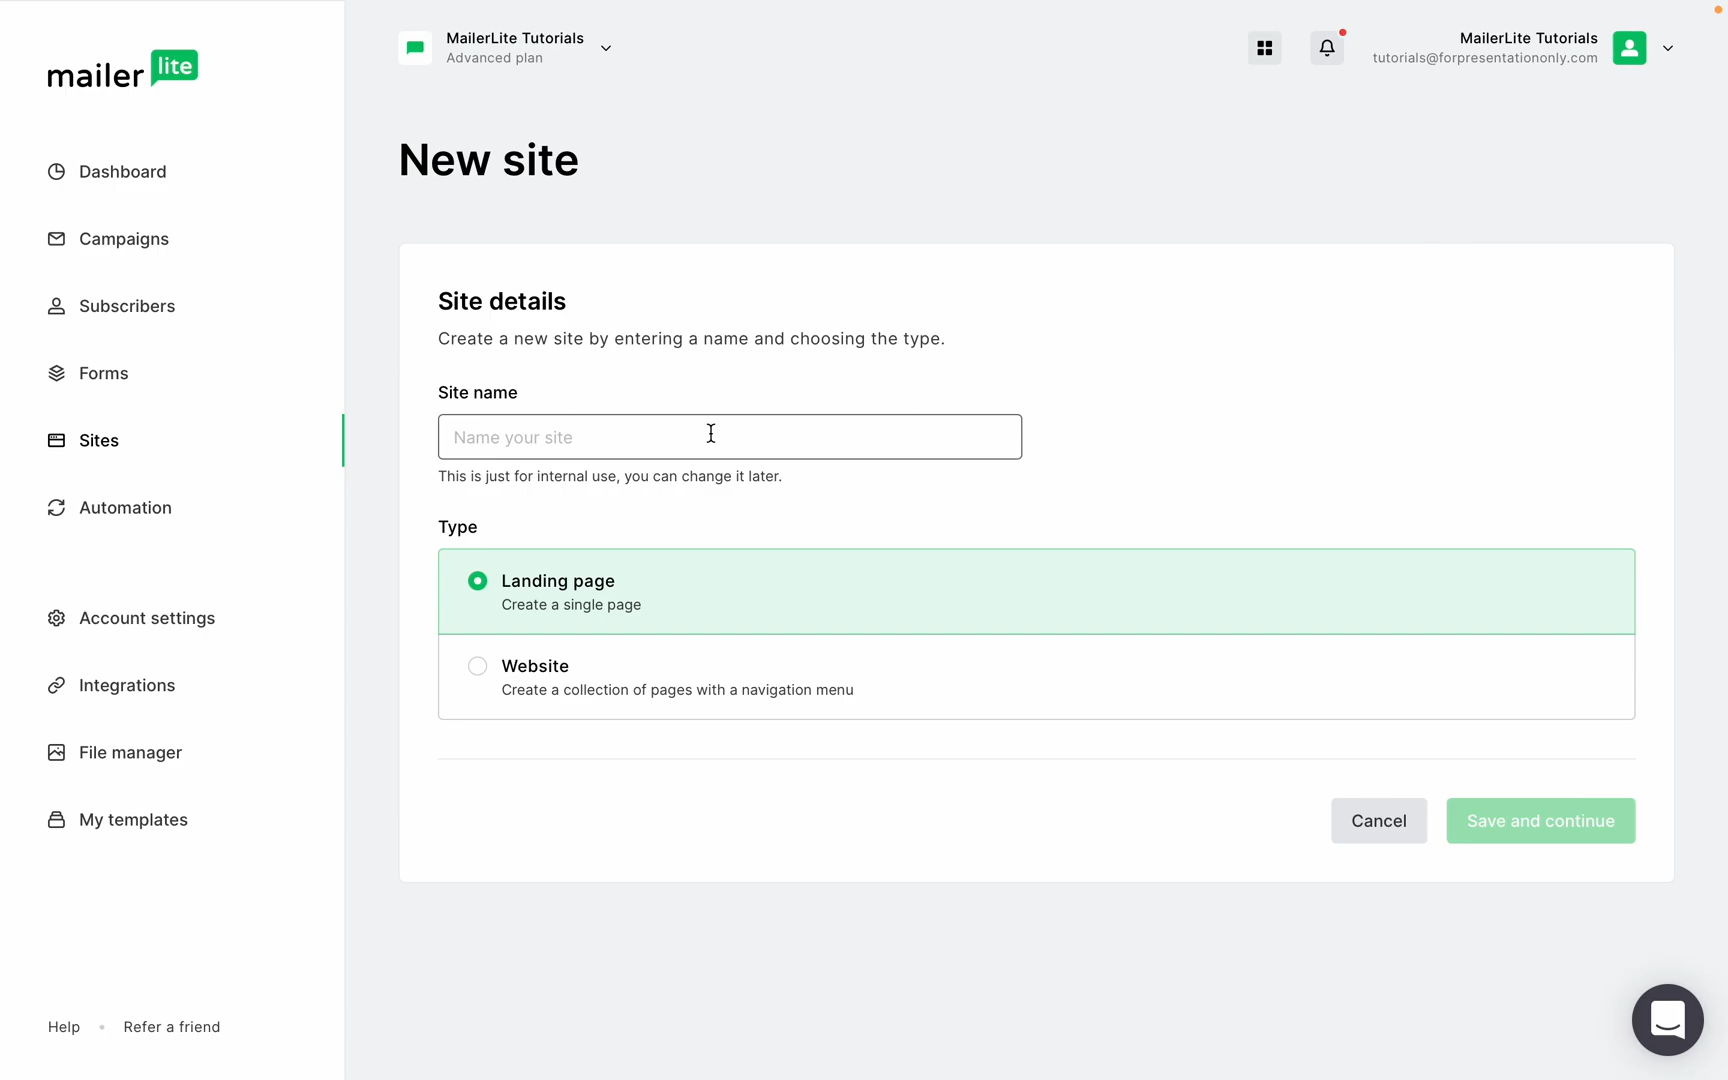 mailer lite
Dashboard
Campaigns
Subscribers
Forms
Sites
Automation
Account settings
Integrations
File manager
My templates
Help • Refer a friend
MailerLite Tutorials
Advanced plan
MailerLite Tutorials
tutorials@forpresentationonly.com
New site
Site details
Create a new site by entering a name and choosing the type.
Site name
Name your site
This is just for internal use, you can change it later.
Type
Landing page
Create a single page
Website
Create a collection of pages with a navigation menu
Cancel
Save and continue